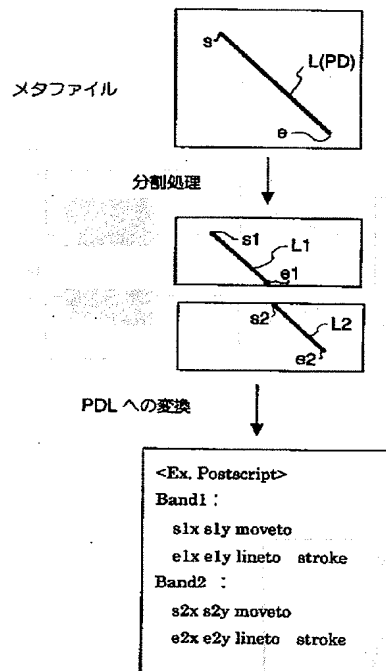 s
L(PD)
メタファイル
e
分割処理
s1
L1
e1
s2
L2
e2
PDL への変換
<Ex. Postscript>
Band1 :
s1x s1y moveto
e1x e1y lineto stroke
Band2 :
s2x s2y moveto
e2x e2y lineto stroke